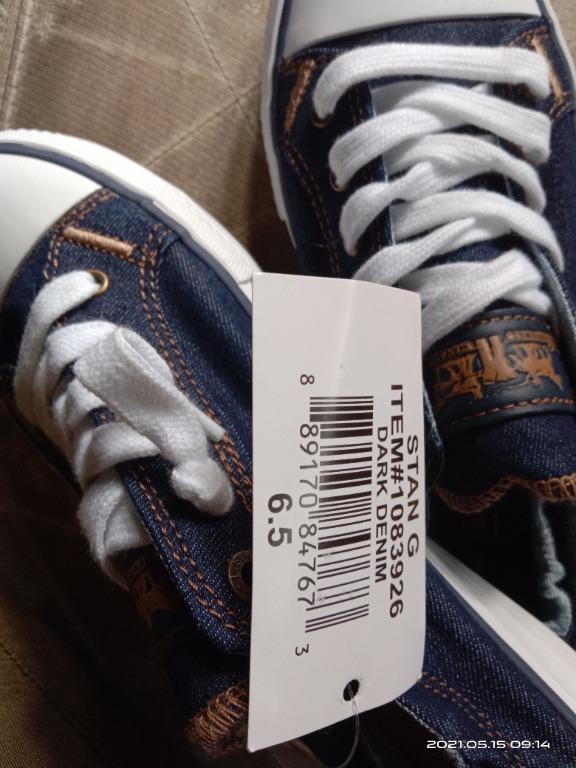 STAN G
ITEM#1083926
DARK DENIM
8 89170 84767 3
6.5
2021.05.15 09:14